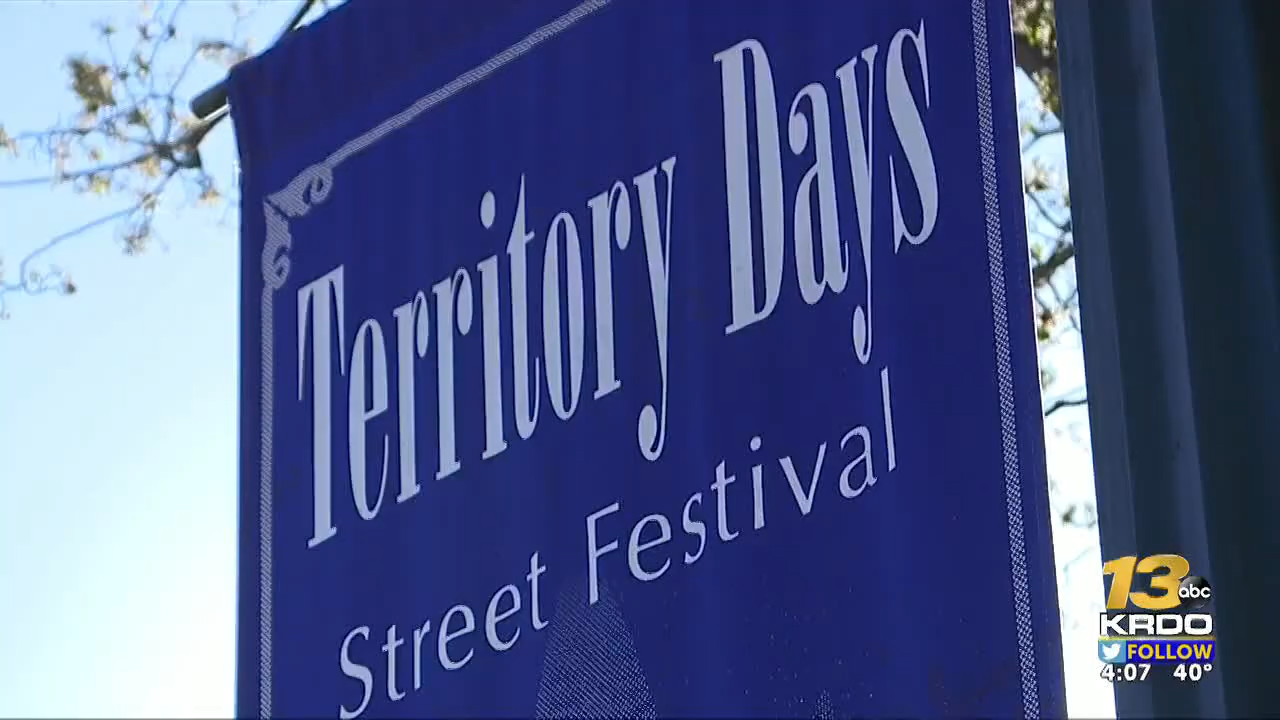 Territory Days
Street Festival
13 abc
KRDO
FOLLOW
4:07 40°